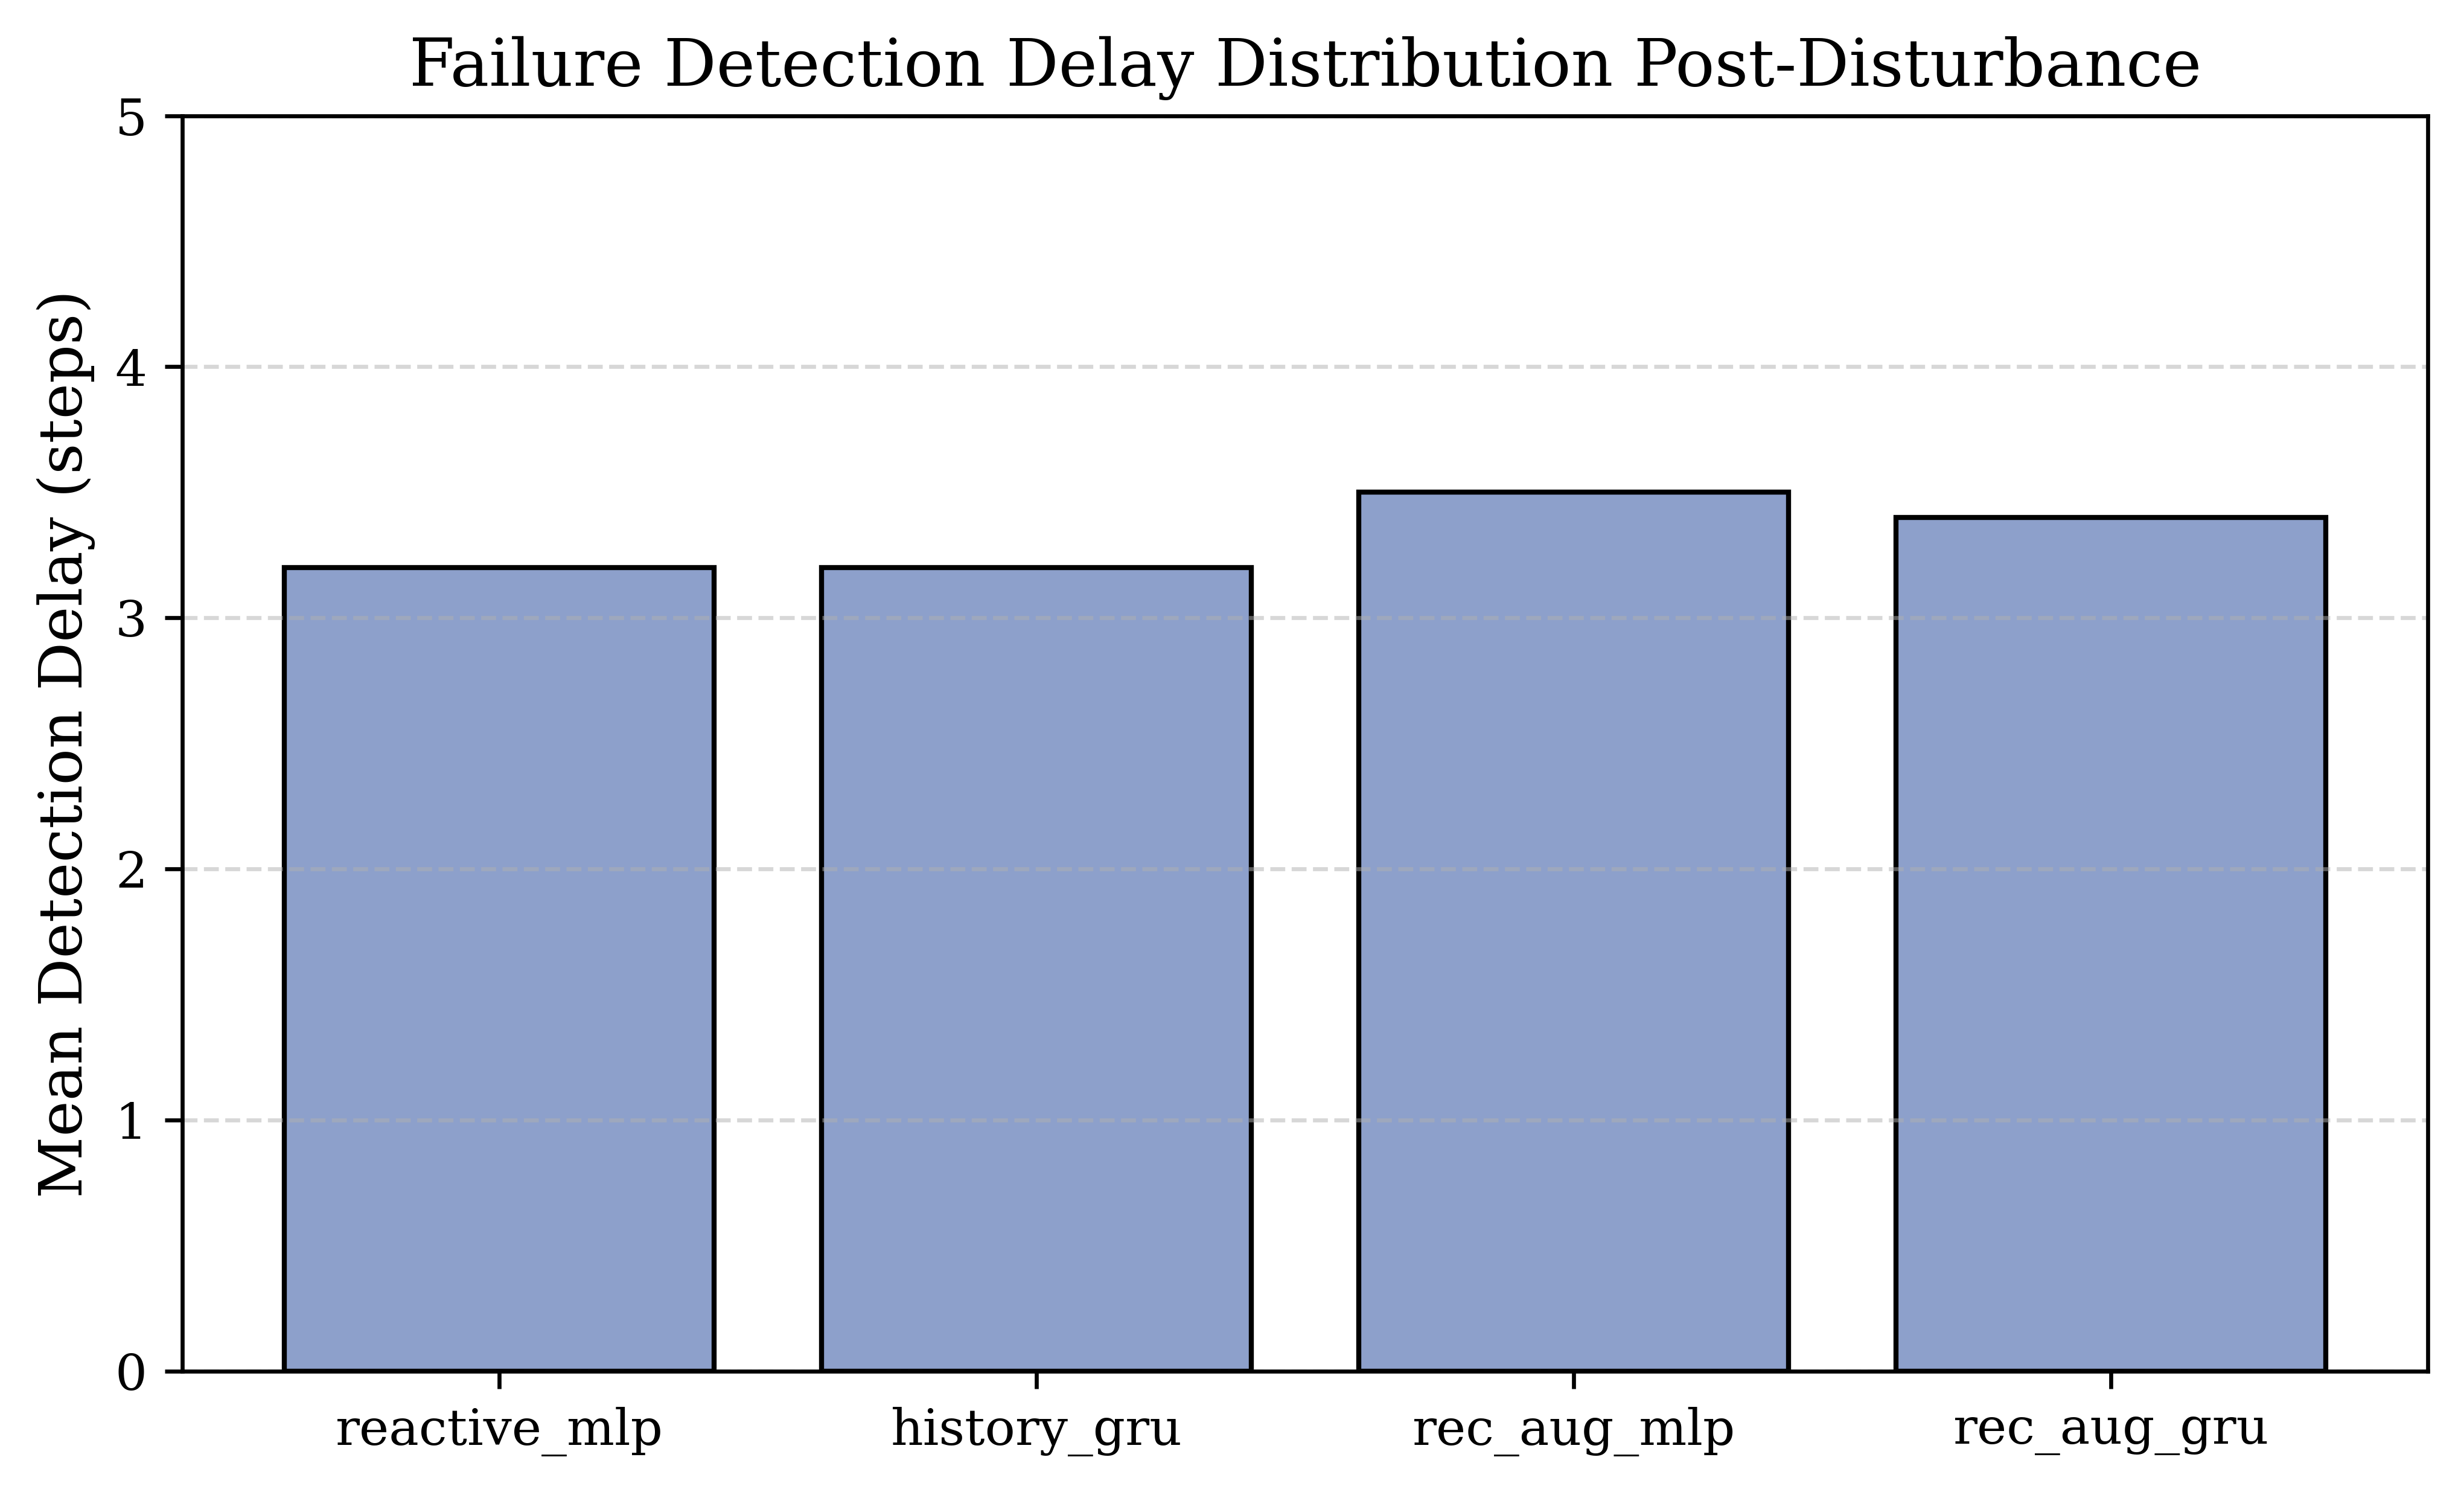 Failure Detection Delay Distribution Post-Disturbance
Mean Detection Delay (steps)
5
4
3
2
1
0
reactive_mlp
history_gru
rec_aug_mlp
rec_aug_gru